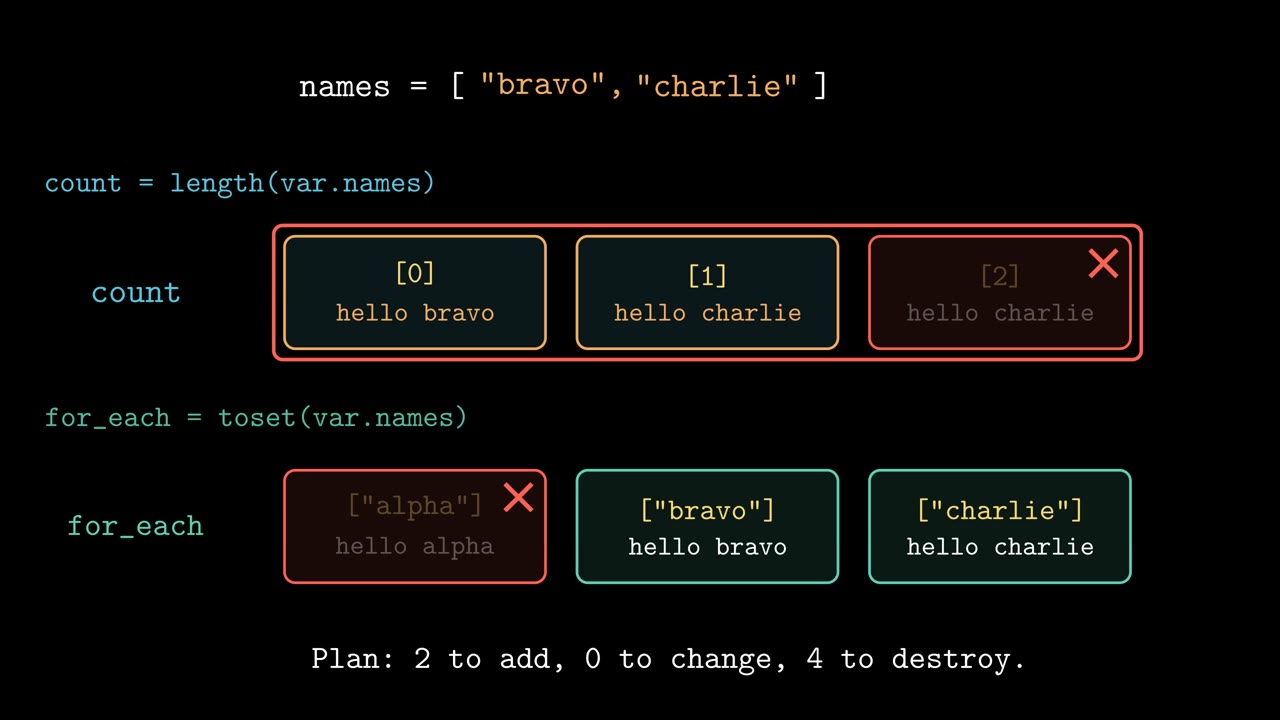 names = [ "bravo", "charlie" ]
count = length(var.names)
count
[0]
hello bravo
[1]
hello charlie
[2]
hello charlie
for_each = toset(var.names)
for_each
["alpha"]
hello alpha
["bravo"]
hello bravo
["charlie"]
hello charlie
Plan: 2 to add, 0 to change, 4 to destroy.